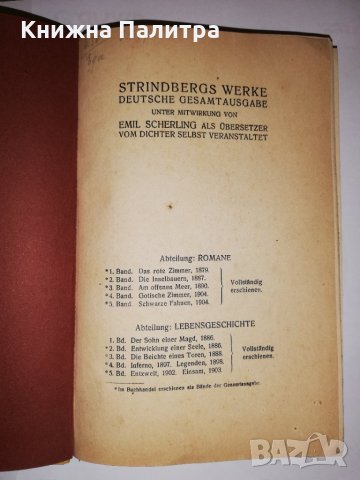 Книжна Палитра
STRINDBERGS WERKE
DEUTSCHE GESAMTAUSGABE
UNTER MITWIRKUNG VON
EMIL SCHERLING ALS ÜBERSETZER
VOM DICHTER SELBST VERANSTALTET
Abteilung: ROMANE
*1. Band. Das rote Zimmer, 1879.
*2. Band. Die Inselbauern, 1887.
*3. Band. Am offenen Meer, 1890.
*4. Band. Gotische Zimmer, 1904.
*5. Band. Schwarze Fahnen, 1904.
Vollständig
erschienen.
Abteilung: LEBENSGESCHICHTE
1. Bd. Der Sohn einer Magd, 1886.
*2. Bd. Entwicklung einer Seele, 1886.
*3. Bd. Die Beichte eines Toren, 1888.
*4. Bd. Inferno, 1897. Legenden, 1898.
*5. Bd. Entzweit, 1902. Einsam, 1903.
Vollständig
erschienen.
*Im Buchhandel erschienen als Bände der Gesamtausgabe.
BAZAR